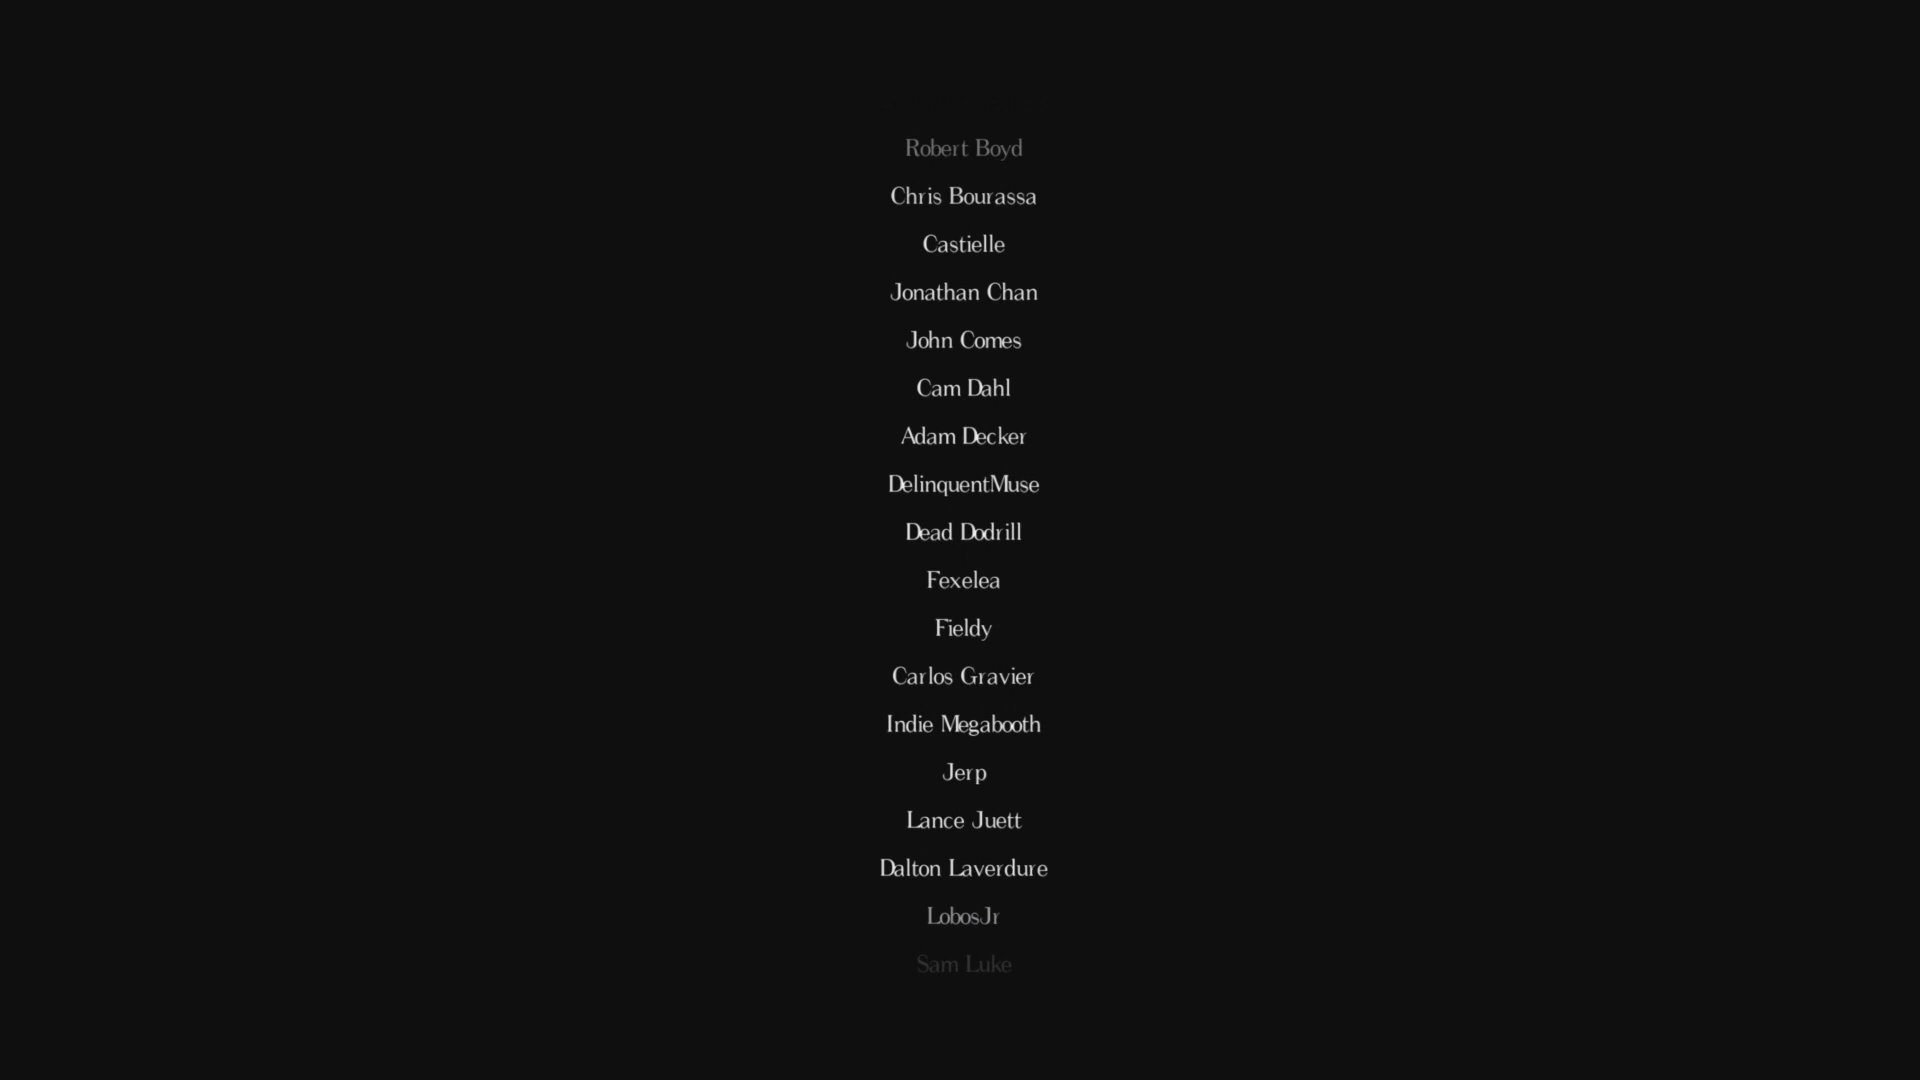 Robert Boyd
Chris Bourassa
Castielle
Jonathan Chan
John Comes
Cam Dahl
Adam Decker
DelinquentMuse
Dead Dodrill
Fexelea
Fieldy
Carlos Gravier
Indie Megabooth
Jerp
Lance Juett
Dalton Laverdure
LobosJr
Sam Luke